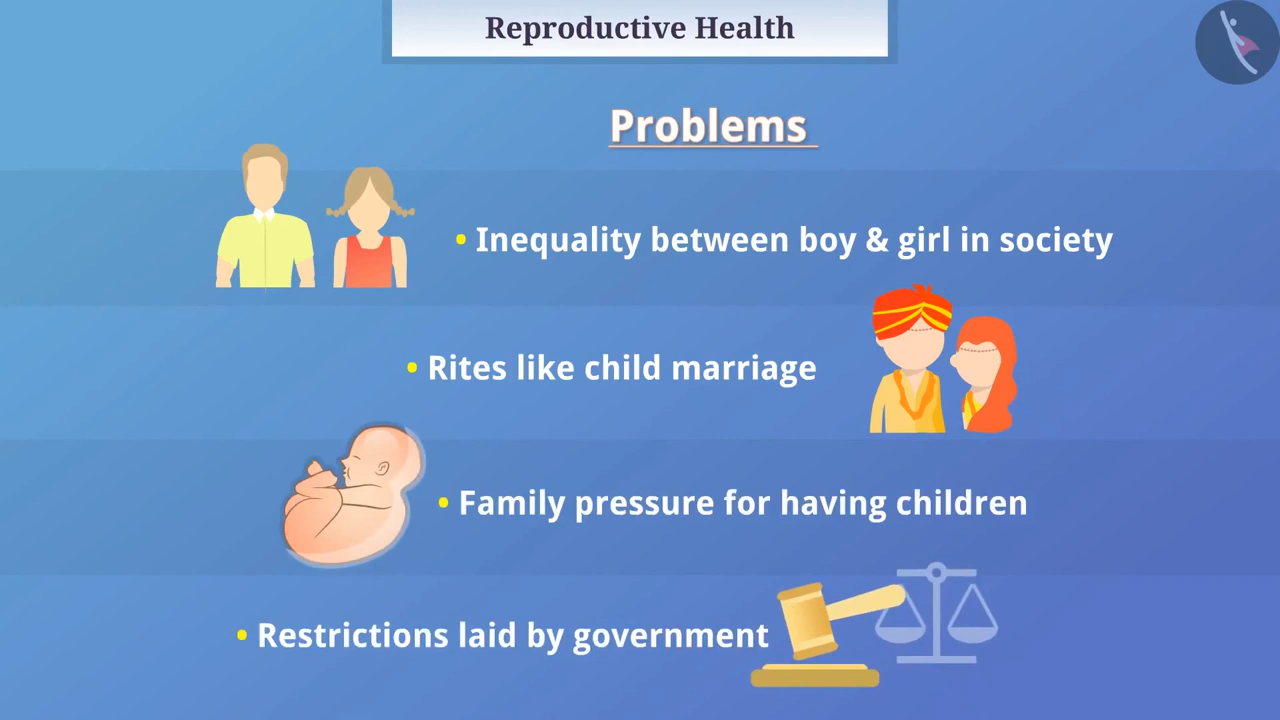 Reproductive Health
Problems
• Inequality between boy & girl in society
• Rites like child marriage
• Family pressure for having children
• Restrictions laid by government